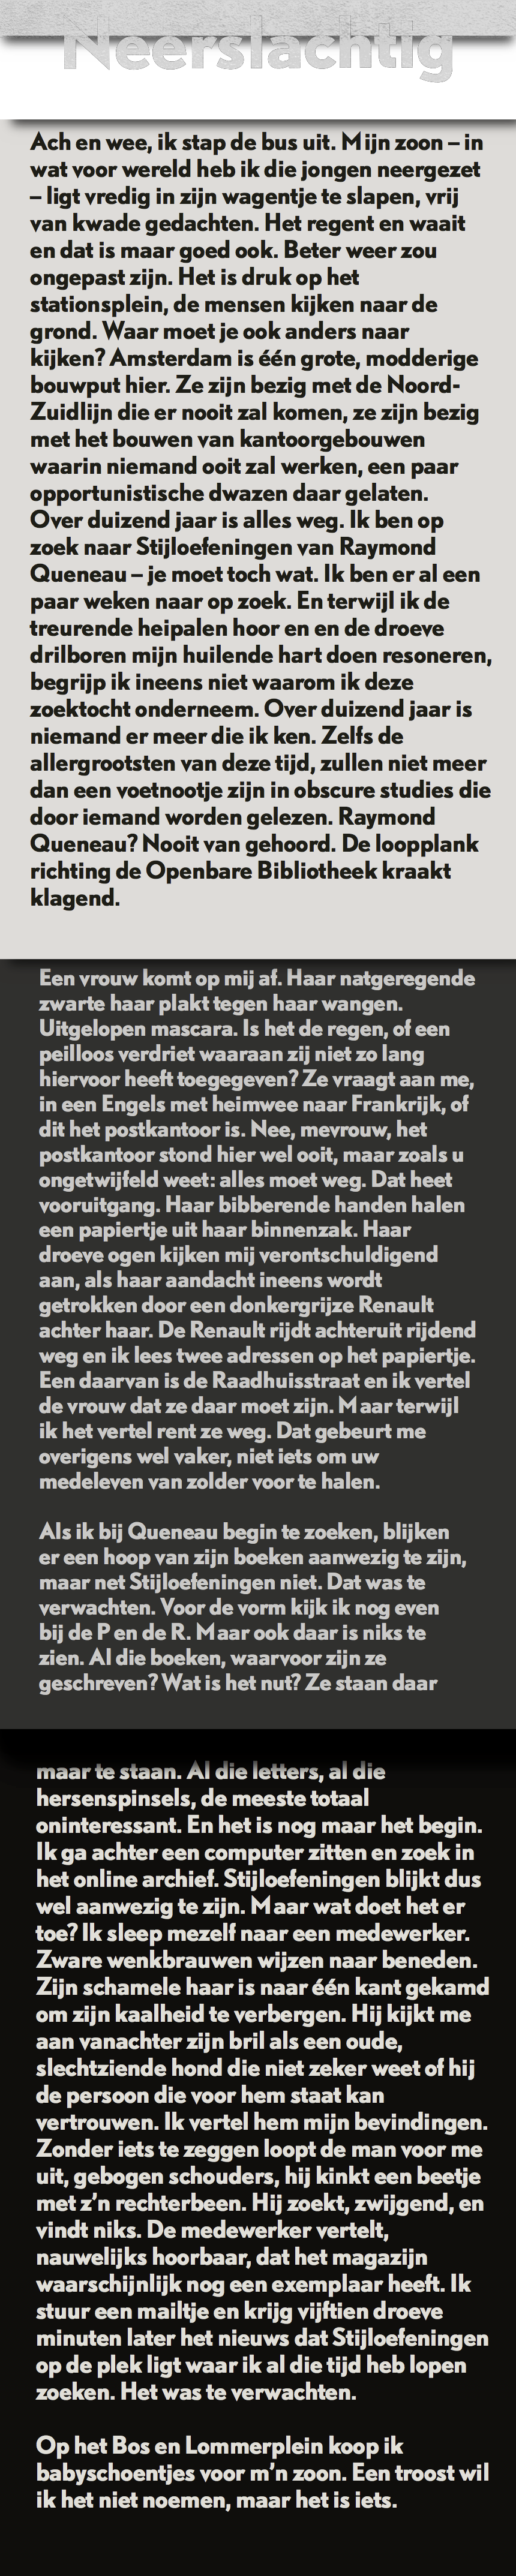 Neerslachtig
Ach en wee, ik stap de bus uit. Mijn zoon – in
wat voor wereld heb ik die jongen neergezet
– ligt vredig in zijn wagentje te slapen, vrij
van kwade gedachten. Het regent en waait
en dat is maar goed ook. Beter weer zou
ongepast zijn. Het is druk op het
stationsplein, de mensen kijken naar de
grond. Waar moet je ook anders naar
kijken? Amsterdam is één grote, modderige
bouwput hier. Ze zijn bezig met de Noord-
Zuidlijn die er nooit zal komen, ze zijn bezig
met het bouwen van kantoorgebouwen
waarin niemand ooit zal werken, een paar
opportunistische dwazen daar gelaten.
Over duizend jaar is alles weg. Ik ben op
zoek naar Stijloefeningen van Raymond
Queneau – je moet toch wat. Ik ben er al een
paar weken naar op zoek. En terwijl ik de
treurende heipalen hoor en en de droeve
drilboren mijn huilende hart doen resoneren,
begrijp ik ineens niet waarom ik deze
zoektocht onderneem. Over duizend jaar is
niemand er meer die ik ken. Zelfs de
allergrootsten van deze tijd, zullen niet meer
dan een voetnootje zijn in obscure studies die
door iemand worden gelezen. Raymond
Queneau? Nooit van gehoord. De loopplank
richting de Openbare Bibliotheek kraakt
klagend.
Een vrouw komt op mij af. Haar natgeregende
zwarte haar plakt tegen haar wangen.
Uitgelopen mascara. Is het de regen, of een
peilloos verdriet waaraan zij niet zo lang
hiervoor heeft toegegeven? Ze vraagt aan me,
in een Engels met heimwee naar Frankrijk, of
dit het postkantoor is. Nee, mevrouw, het
postkantoor stond hier wel ooit, maar zoals u
ongetwijfeld weet: alles moet weg. Dat heet
vooruitgang. Haar bibberende handen halen
een papiertje uit haar binnenzak. Haar
droeve ogen kijken mij verontschuldigend
aan, als haar aandacht ineens wordt
getrokken door een donkergrijze Renault
achter haar. De Renault rijdt achteruit rijdend
weg en ik lees twee adressen op het papiertje.
Een daarvan is de Raadhuisstraat en ik vertel
de vrouw dat ze daar moet zijn. Maar terwijl
ik het vertel rent ze weg. Dat gebeurt me
overigens wel vaker, niet iets om uw
medeleven van zolder voor te halen.
Als ik bij Queneau begin te zoeken, blijken
er een hoop van zijn boeken aanwezig te zijn,
maar net Stijloefeningen niet. Dat was te
verwachten. Voor de vorm kijk ik nog even
bij de P en de R. Maar ook daar is niks te
zien. Al die boeken, waarvoor zijn ze
geschreven? Wat is het nut? Ze staan daar
maar te staan. Al die letters, al die
hersenspinsels, de meeste totaal
oninteressant. En het is nog maar het begin.
Ik ga achter een computer zitten en zoek in
het online archief. Stijloefeningen blijkt dus
wel aanwezig te zijn. Maar wat doet het er
toe? Ik sleep mezelf naar een medewerker.
Zware wenkbrauwen wijzen naar beneden.
Zijn schamele haar is naar één kant gekamd
om zijn kaalheid te verbergen. Hij kijkt me
aan vanachter zijn bril als een oude,
slechtziende hond die niet zeker weet of hij
de persoon die voor hem staat kan
vertrouwen. Ik vertel hem mijn bevindingen.
Zonder iets te zeggen loopt de man voor me
uit, gebogen schouders, hij kinkt een beetje
met z'n rechterbeen. Hij zoekt, zwijgend, en
vindt niks. De medewerker vertelt,
nauwelijks hoorbaar, dat het magazijn
waarschijnlijk nog een exemplaar heeft. Ik
stuur een mailtje en krijg vijftien droeve
minuten later het nieuws dat Stijloefeningen
op de plek ligt waar ik al die tijd heb lopen
zoeken. Het was te verwachten.
Op het Bos en Lommerplein koop ik
babyschoentjes voor m'n zoon. Een troost wil
ik het niet noemen, maar het is iets.